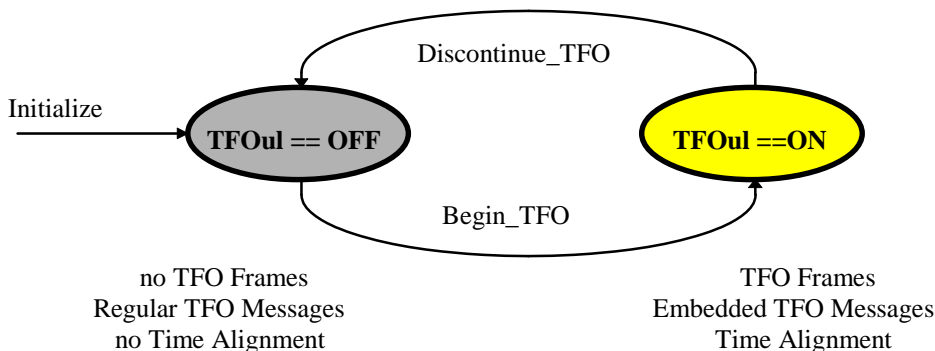 Discontinue_TFO
Initialize
TFOul == OFF
TFOul ==ON
Begin_TFO
no TFO Frames
Regular TFO Messages
no Time Alignment
TFO Frames
Embedded TFO Messages
Time Alignment